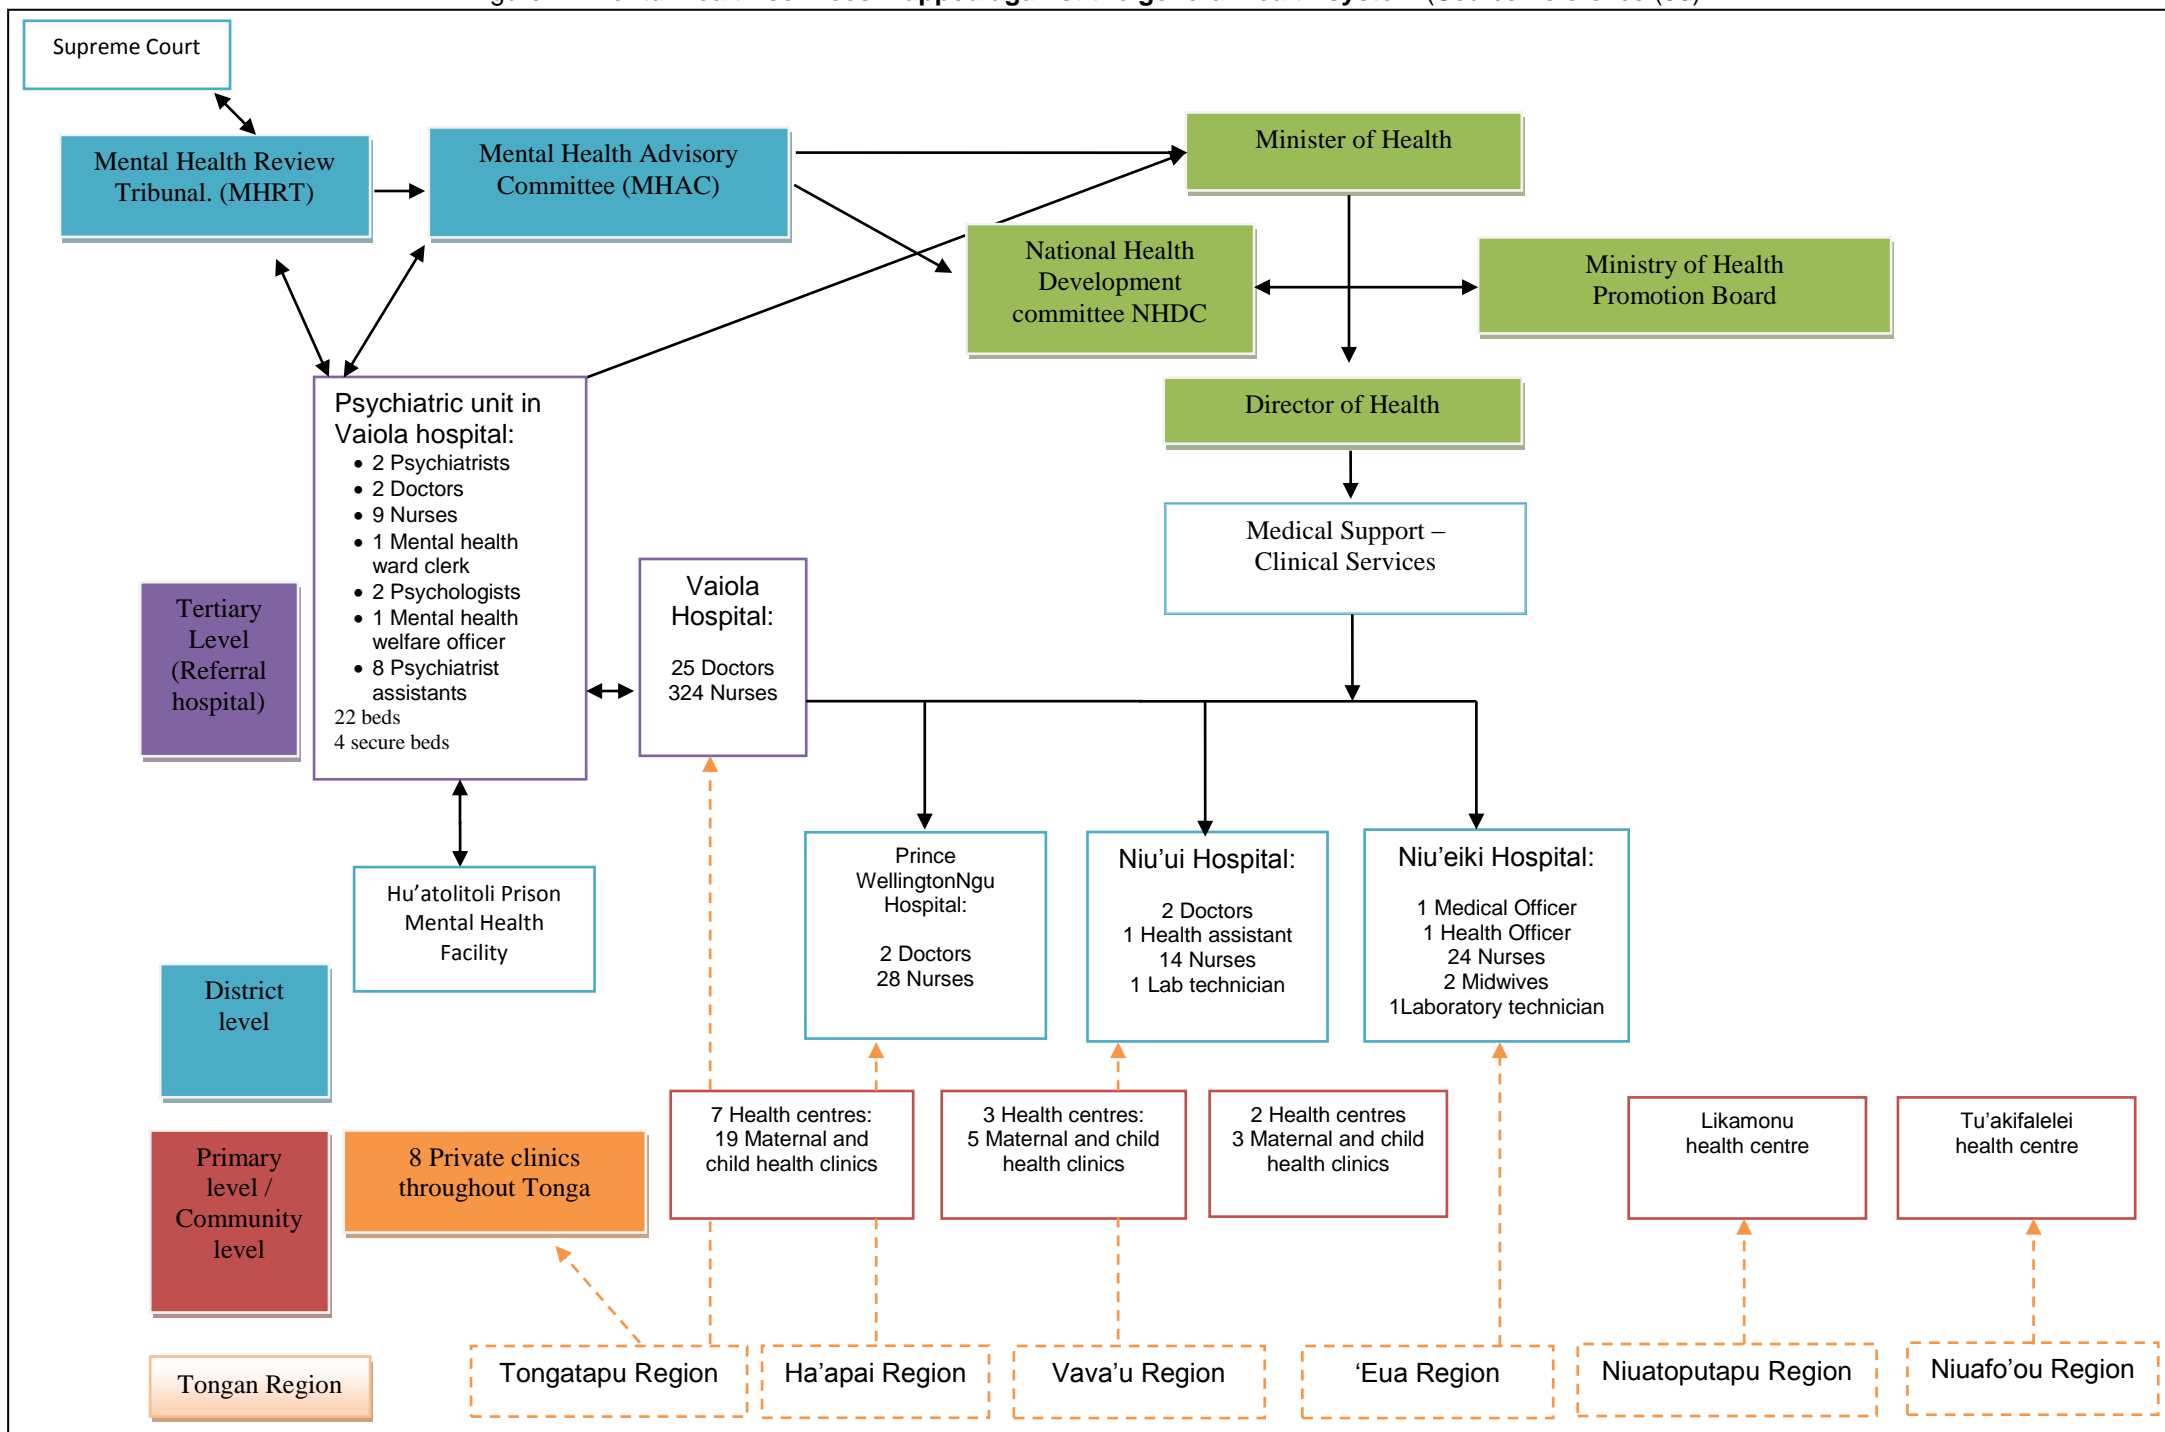 Supreme Court
Mental Health Review
Tribunal. (MHRT)
Mental Health Advisory
Committee (MHAC)
Minister of Health
National Health
Development
committee NHDC
Ministry of Health
Promotion Board
Director of Health
Medical Support –
Clinical Services
Psychiatric unit in
Vaiola hospital:
• 2 Psychiatrists
• 2 Doctors
• 9 Nurses
• 1 Mental health
ward clerk
• 2 Psychologists
• 1 Mental health
welfare officer
• 8 Psychiatrist
assistants
22 beds
4 secure beds
Tertiary
Level
(Referral
hospital)
Vaiola
Hospital:
25 Doctors
324 Nurses
Hu’atolitoli Prison
Mental Health
Facility
Prince
WellingtonNgu
Hospital:
2 Doctors
28 Nurses
Niu’ui Hospital:
2 Doctors
1 Health assistant
14 Nurses
1 Lab technician
Niu’eiki Hospital:
1 Medical Officer
1 Health Officer
24 Nurses
2 Midwives
1Laboratory technician
District
level
Primary
level /
Community
level
8 Private clinics
throughout Tonga
7 Health centres:
19 Maternal and
child health clinics
3 Health centres:
5 Maternal and child
health clinics
2 Health centres
3 Maternal and child
health clinics
Likamonu
health centre
Tu’akifalelei
health centre
Tongan Region
Tongatapu Region
Ha’apai Region
Vava’u Region
‘Eua Region
Niuatoputapu Region
Niuafo’ou Region